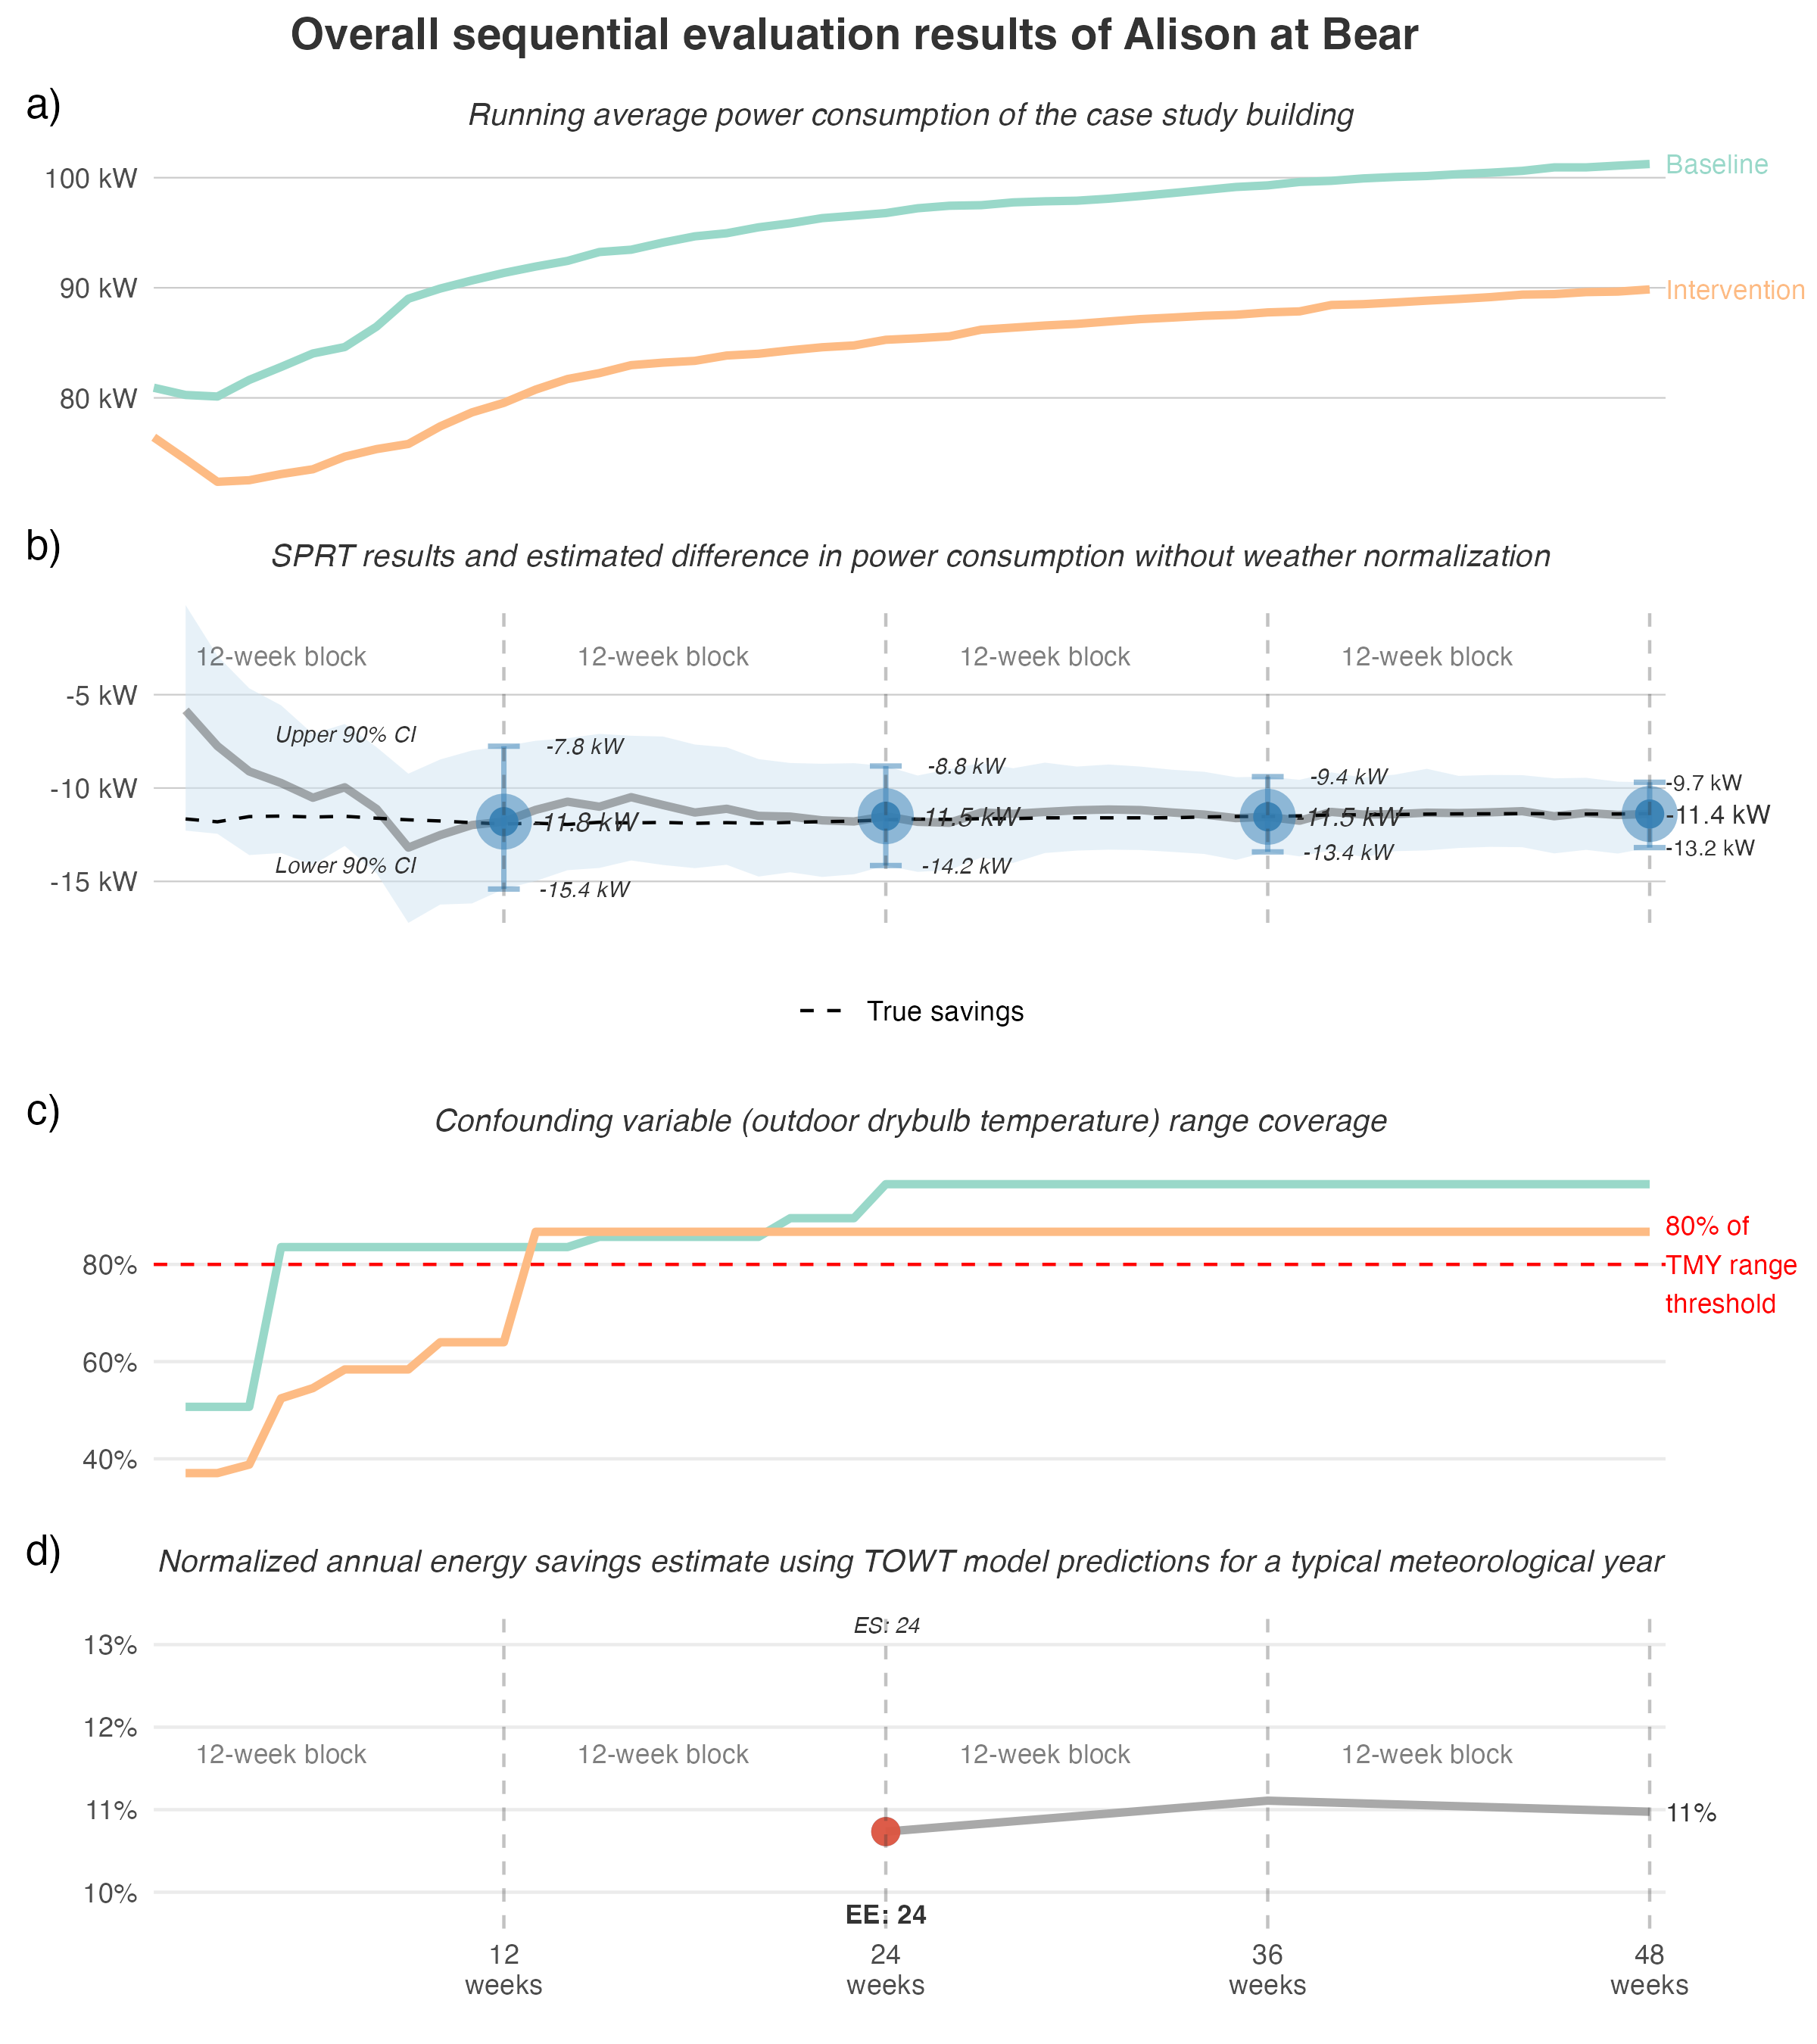 Overall sequential evaluation results of Alison at Bear
a)
Running average power consumption of the case study building
100 kW
90 kW
80 kW
Baseline
Intervention
b)
SPRT results and estimated difference in power consumption without weather normalization
12-week block
12-week block
12-week block
12-week block
-5 kW
-10 kW
-15 kW
Upper 90% CI
Lower 90% CI
-7.8 kW
-11.8 kW
-15.4 kW
-8.8 kW
-11.5 kW
-14.2 kW
-9.4 kW
-11.5 kW
-13.4 kW
-9.7 kW
-11.4 kW
-13.2 kW
True savings
c)
Confounding variable (outdoor drybulb temperature) range coverage
80%
60%
40%
80% of
TMY range
threshold
d)
Normalized annual energy savings estimate using TOWT model predictions for a typical meteorological year
ES: 24
13%
12%
11%
10%
12-week block
12-week block
12-week block
12-week block
11%
EE: 24
12
weeks
24
weeks
36
weeks
48
weeks